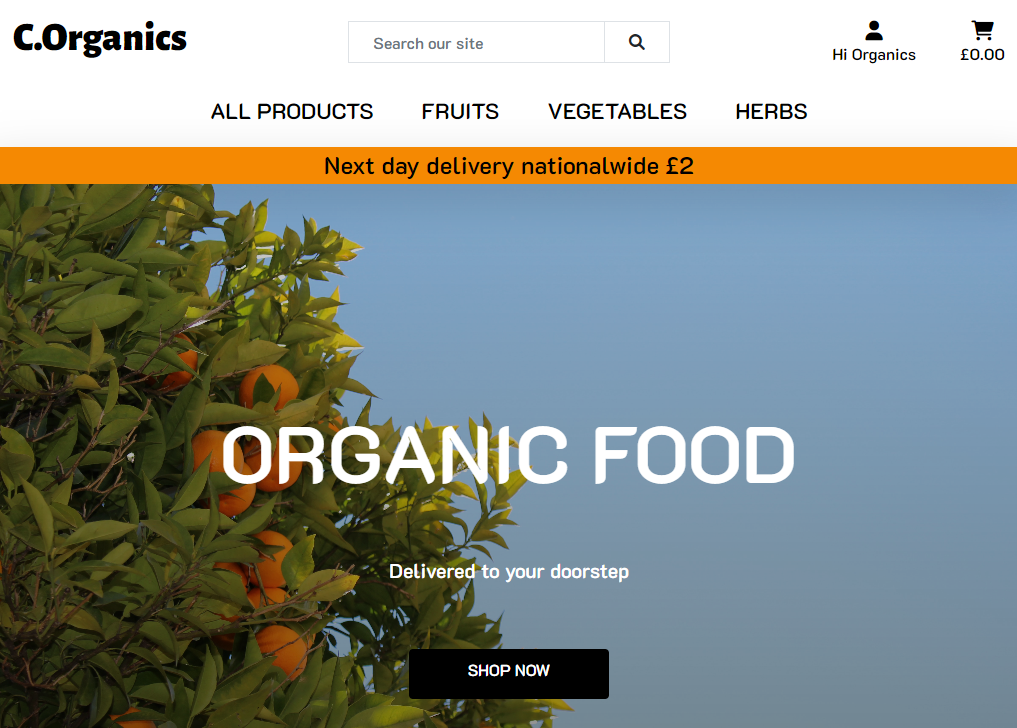 C.Organics
Search our site
Hi Organics
£0.00
ALL PRODUCTS FRUITS VEGETABLES HERBS
Next day delivery nationalwide £2
ORGANIC FOOD
Delivered to your doorstep
SHOP NOW